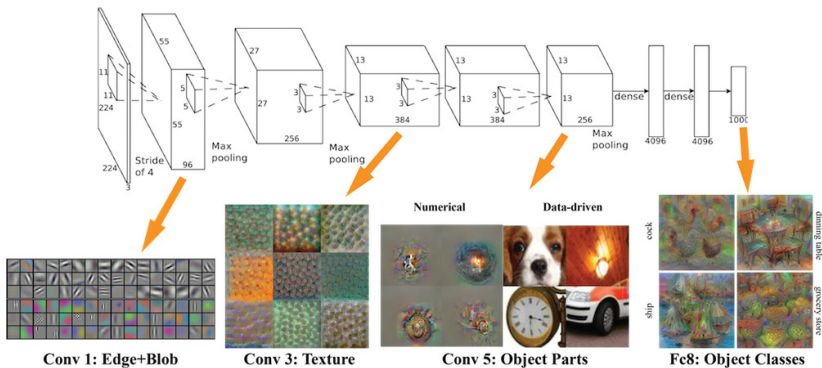 55
27
13
13
13
11
5
3
3
3
11
5
3
3
3
224
27
13
13
13
dense
dense
55
384
384
256
1000
256
Max
pooling
4096
4096
Stride
of 4
96
Max
pooling
Max
pooling
224
3
Numerical
Data-driven
cock
dinning table
ship
grocery store
Conv 1: Edge+Blob
Conv 3: Texture
Conv 5: Object Parts
Fc8: Object Classes